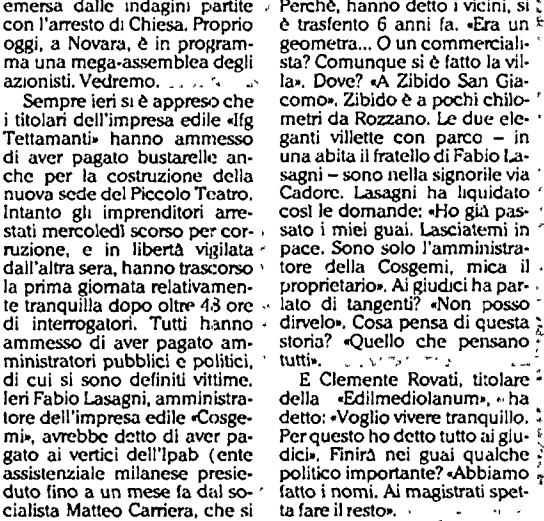 emersa dalle indagini partite
con l'arresto di Chiesa. Proprio
oggi, a Novara, è in program-
ma una mega-assemblea degli
azionisti. Vedremo.
Sempre ieri si è appreso che
i titolari dell'impresa edile «Ifg
Tettamanti» hanno ammesso
di aver pagato bustarelle an-
che per la costruzione della
nuova sede del Piccolo Teatro.
Intanto gli imprenditori arre-
stati mercoledì scorso per cor-
ruzione, e in libertà vigilata
dall'altra sera, hanno trascorso
la prima giornata relativamen-
te tranquilla dopo oltre 48 ore
di interrogatori. Tutti hanno
ammesso di aver pagato am-
ministratori pubblici e politici,
di cui si sono definiti vittime.
Ieri Fabio Lasagni, amministra-
tore dell'impresa edile «Cosge-
mi», avrebbe detto di aver pa-
gato ai vertici dell'Ipab (ente
assistenziale milanese presie-
duto fino a un mese fa dal so-
cialista Matteo Carriera, che si
Perché, hanno detto i vicini, si
è trasfento 6 anni fa. «Era un
geometra... O un commerciali-
sta? Comunque si è fatto la vil-
la». Dove? «A Zibido San Gia-
como». Zibido è a pochi chilo-
metri da Rozzano. Le due ele-
ganti villette con parco – in
una abita il fratello di Fabio La-
sagni – sono nella signorile via
Cadore. Lasagni ha liquidato
così le domande: «Ho già pas-
sato i miei guai. Lasciatemi in
pace. Sono solo l'amministra-
tore della Cosgemi, mica il
proprietario». Ai giudici ha par-
lato di tangenti? «Non posso
dirvelo». Cosa pensa di questa
storia? «Quello che pensano
tutti».
E Clemente Rovati, titolare
della «Edilmediolanum», ha
detto: «Voglio vivere tranquillo.
Per questo ho detto tutto ai giu-
dici». Finirà nei guai qualche
politico importante? «Abbiamo
fatto i nomi. Ai magistrati spet-
ta fare il resto».